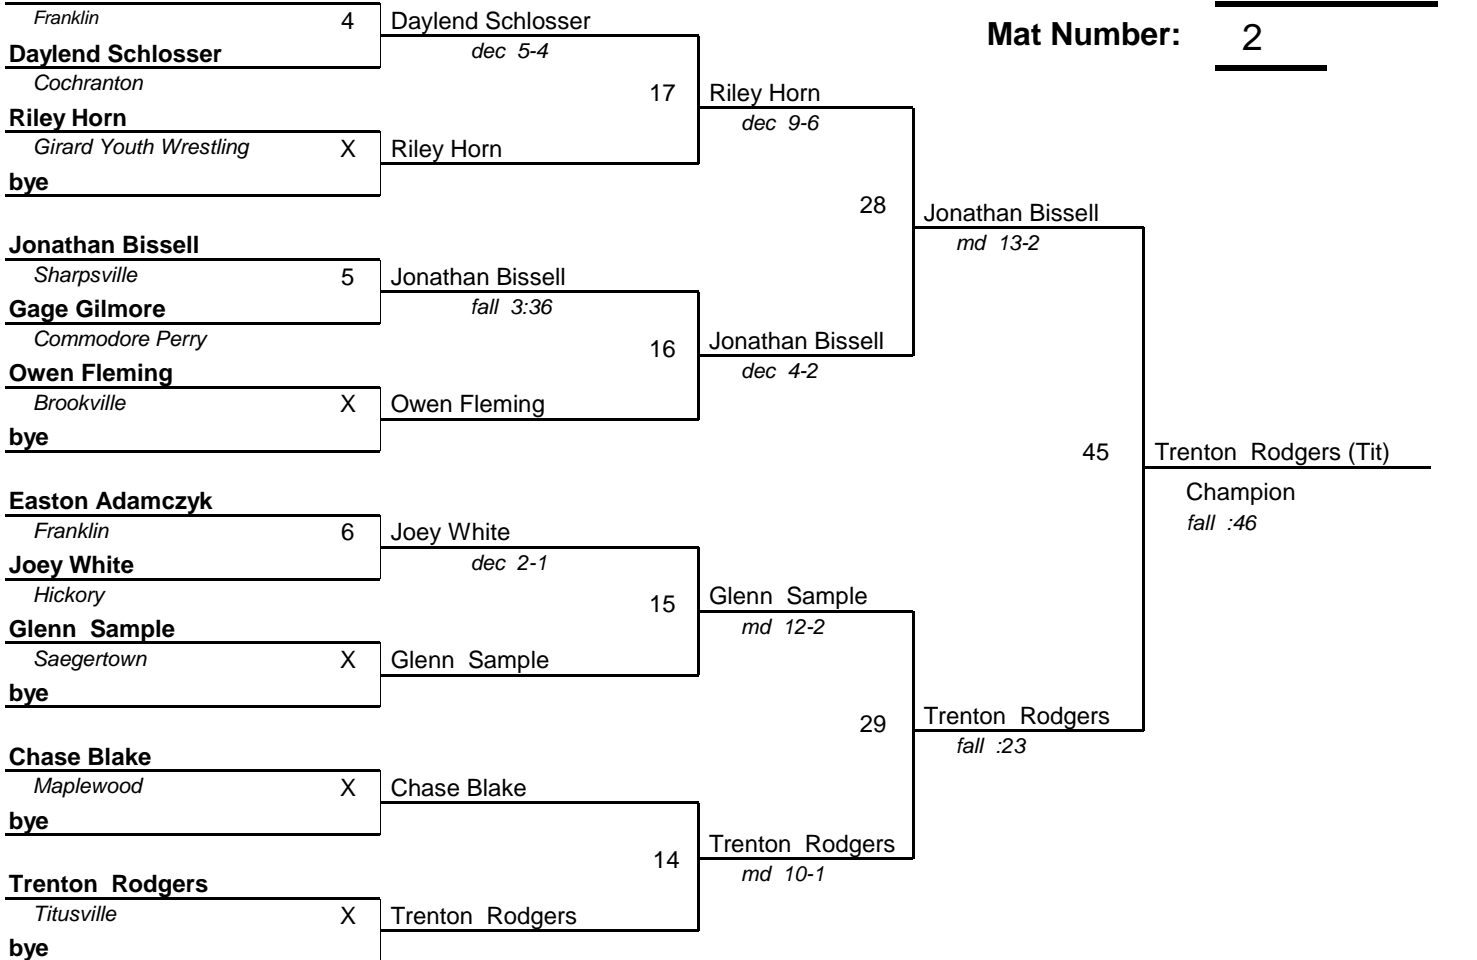 Mat Number: 2
Franklin 4
Daylend Schlosser
Cochranton
Riley Horn
Girard Youth Wrestling X
bye
Jonathan Bissell
Sharpsville 5
Gage Gilmore
Commodore Perry
Owen Fleming
Brookville X
bye
Easton Adamczyk
Franklin 6
Joey White
Hickory
Glenn Sample
Saegertown X
bye
Chase Blake
Maplewood X
bye
Trenton Rodgers
Titusville X
bye
Daylend Schlosser
dec 5-4
17
Riley Horn
Jonathan Bissell
fall 3:36
16
Owen Fleming
Joey White
dec 2-1
15
Glenn Sample
Chase Blake
14
Trenton Rodgers
Riley Horn
dec 9-6
28
Jonathan Bissell
dec 4-2
Glenn Sample
md 12-2
29
Trenton Rodgers
md 10-1
Jonathan Bissell
md 13-2
45
Trenton Rodgers
fall :23
Trenton Rodgers (Tit)
Champion
fall :46